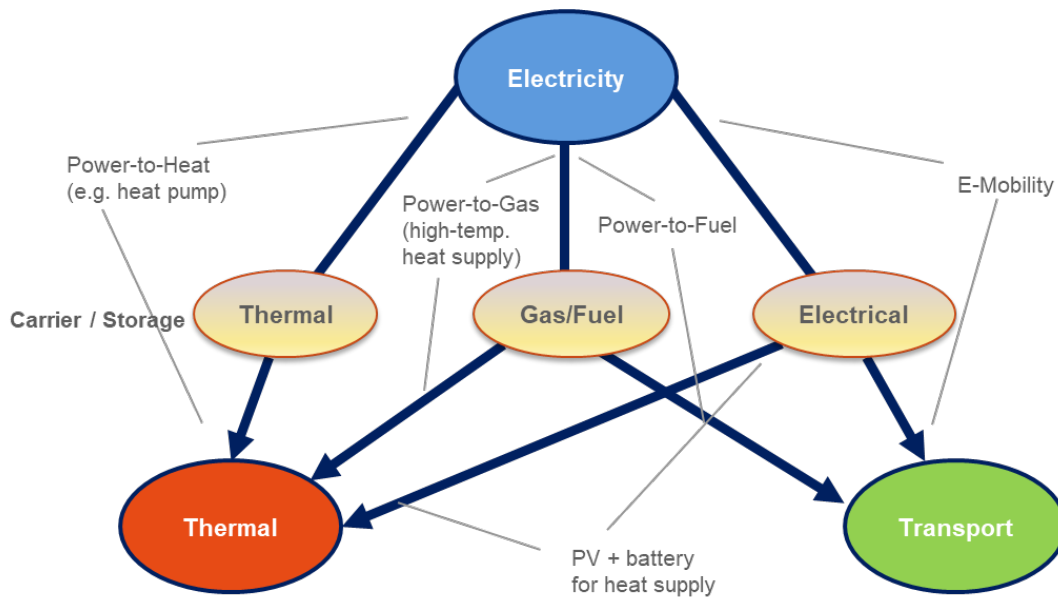 Electricity
Power-to-Heat
(e.g. heat pump)
Power-to-Gas
(high-temp.
heat supply)
Power-to-Fuel
E-Mobility
Carrier / Storage
Thermal
Gas/Fuel
Electrical
Thermal
Transport
PV + battery
for heat supply